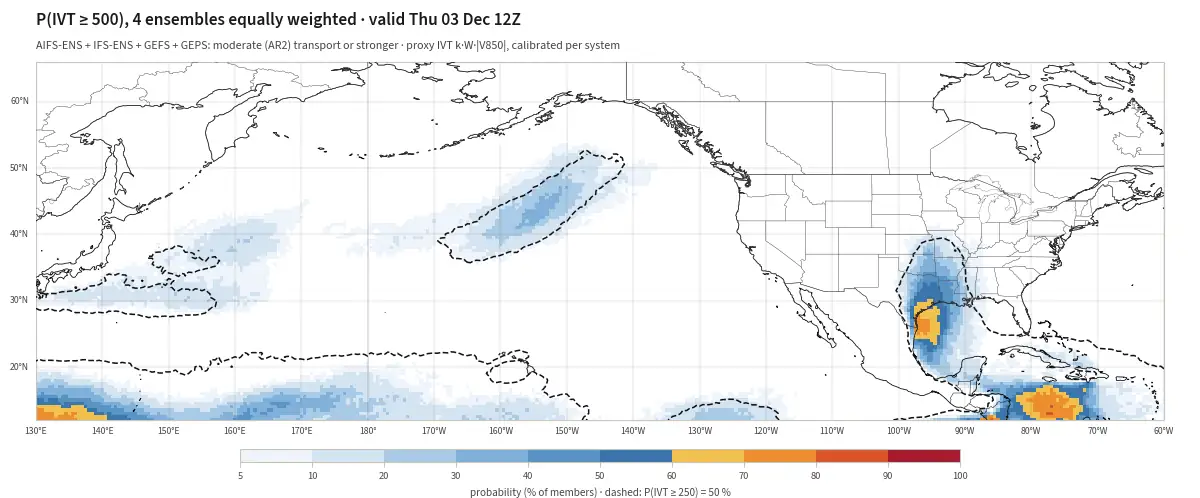 P(IVT ≥ 500), 4 ensembles equally weighted · valid Thu 03 Dec 12Z
AIFS-ENS + IFS-ENS + GEFS + GEPS: moderate (AR2) transport or stronger · proxy IVT k·W·|V850|, calibrated per system
60°N
50°N
40°N
30°N
20°N
130°E 140°E 150°E 160°E 170°E 180° 170°W 160°W 150°W 140°W 130°W 120°W 110°W 100°W 90°W 80°W 70°W 60°W
5 10 20 30 40 50 60 70 80 90 100
probability (% of members) · dashed: P(IVT ≥ 250) = 50 %